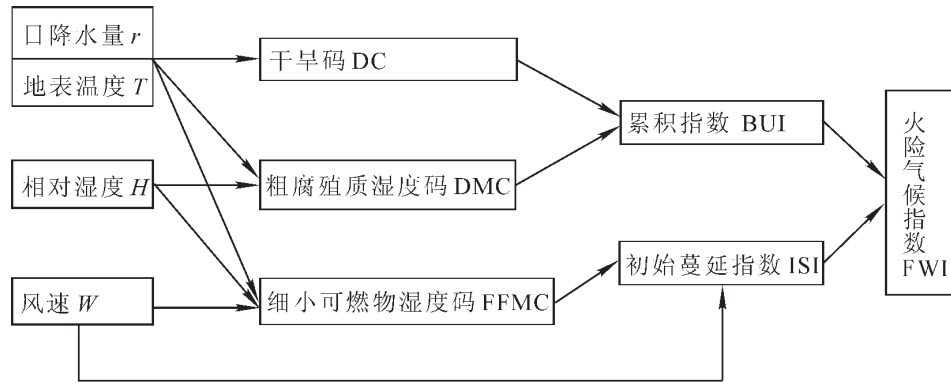 口降水量 r
地表温度 T
相对湿度 H
风速 W
干旱码 DC
粗腐殖质湿度码 DMC
细小可燃物湿度码 FFMC
累积指数 BUI
初始蔓延指数 ISI
火险气候指数 FWI